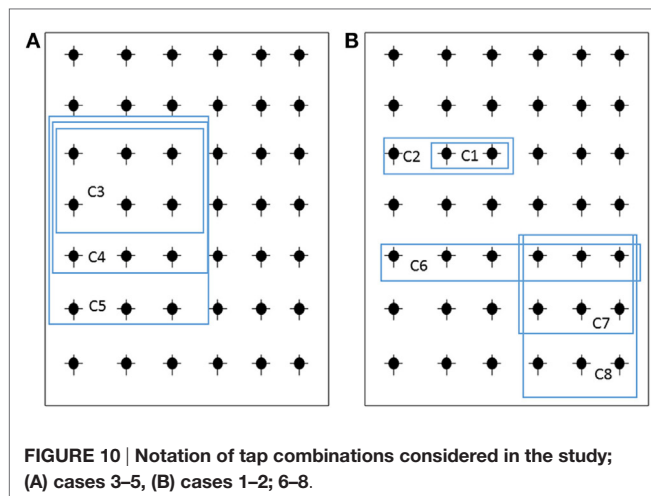 A
B
C3
C4
C5
C2
C1
C6
C7
C8
FIGURE 10 | Notation of tap combinations considered in the study;
(A) cases 3–5, (B) cases 1–2; 6–8.